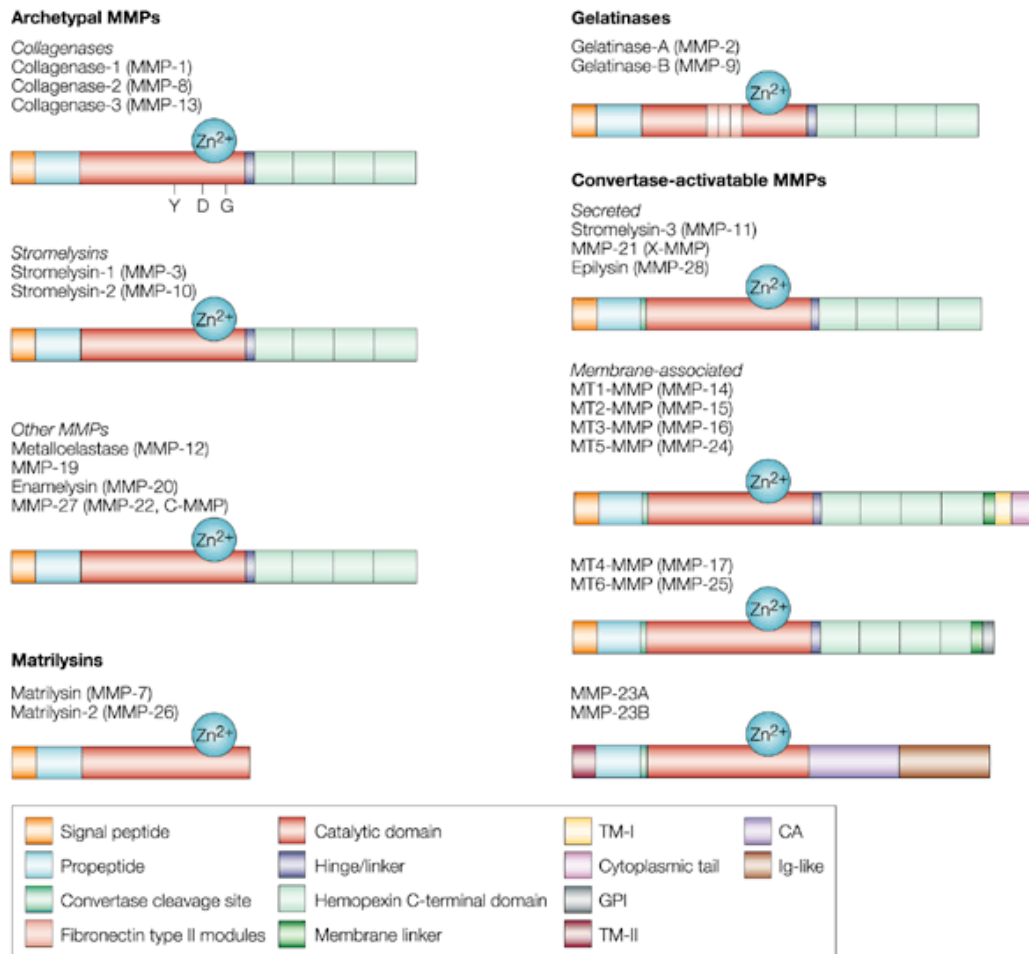 Archetypal MMPs
Collagenases
Collagenase-1 (MMP-1)
Collagenase-2 (MMP-8)
Collagenase-3 (MMP-13)
Zn2+
Y D G
Stromelysins
Stromelysin-1 (MMP-3)
Stromelysin-2 (MMP-10)
Zn2+
Other MMPs
Metalloelastase (MMP-12)
MMP-19
Enamelysin (MMP-20)
MMP-27 (MMP-22, C-MMP)
Zn2+
Matrilysins
Matrilysin (MMP-7)
Matrilysin-2 (MMP-26)
Zn2+
Gelatinases
Gelatinase-A (MMP-2)
Gelatinase-B (MMP-9)
Zn2+
Convertase-activatable MMPs
Secreted
Stromelysin-3 (MMP-11)
MMP-21 (X-MMP)
Epilysin (MMP-28)
Zn2+
Membrane-associated
MT1-MMP (MMP-14)
MT2-MMP (MMP-15)
MT3-MMP (MMP-16)
MT5-MMP (MMP-24)
Zn2+
MT4-MMP (MMP-17)
MT6-MMP (MMP-25)
Zn2+
MMP-23A
MMP-23B
Zn2+
Signal peptide
Propeptide
Convertase cleavage site
Fibronectin type II modules
Catalytic domain
Hinge/linker
Hemopexin C-terminal domain
Membrane linker
TM-I
Cytoplasmic tail
GPI
TM-II
CA
Ig-like